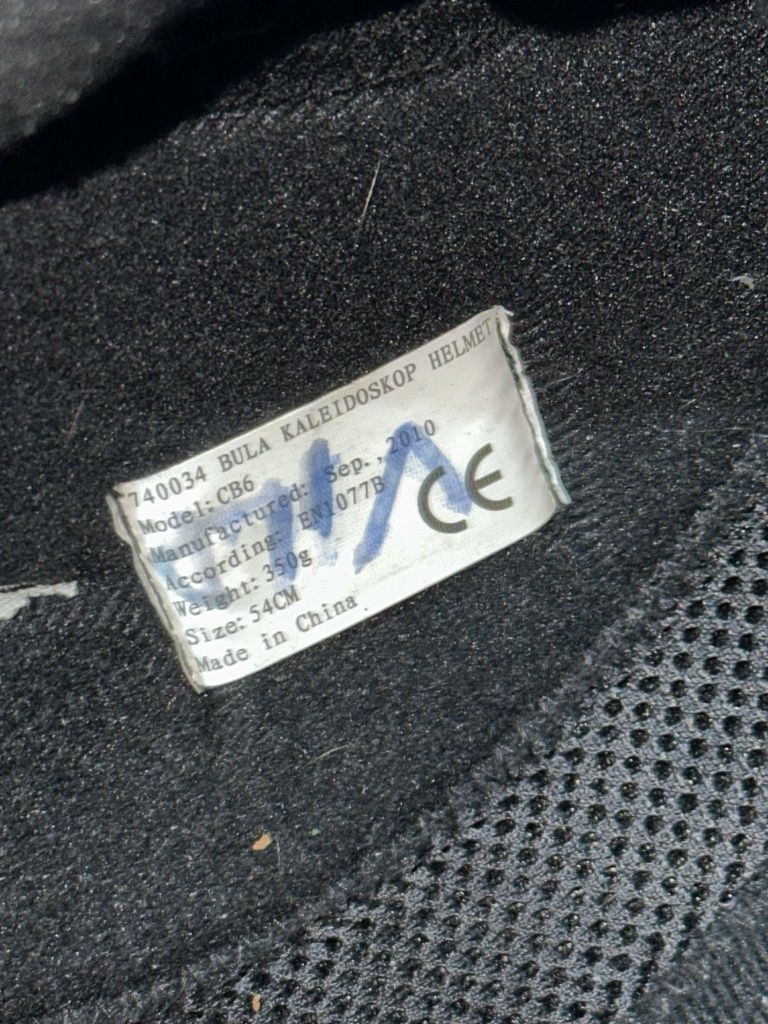 740034 BULA KALEIDOSKOP HELMET
Model: CB6
Manufactured: Sep.,2010
According: EN1077B
Weight: 350g
Size: 54CM
Made in China
CE